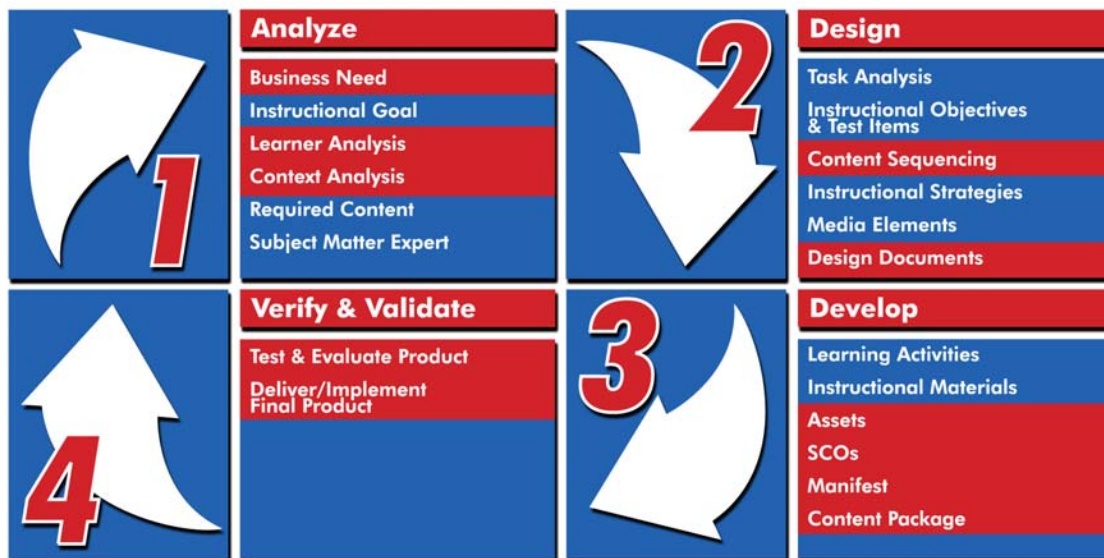 1
Analyze
Business Need
Instructional Goal
Learner Analysis
Context Analysis
Required Content
Subject Matter Expert
2
Design
Task Analysis
Instructional Objectives
& Test Items
Content Sequencing
Instructional Strategies
Media Elements
Design Documents
3
Develop
Learning Activities
Instructional Materials
Assets
SCOs
Manifest
Content Package
4
Verify & Validate
Test & Evaluate Product
Deliver/Implement
Final Product